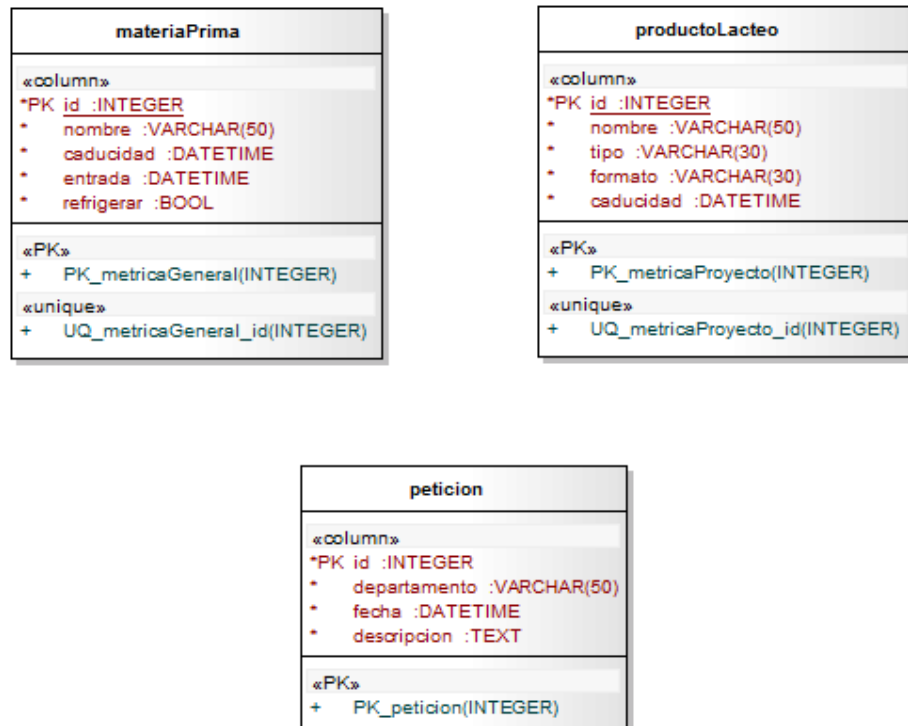 materiaPrima
«column»
*PK id :INTEGER
* nombre :VARCHAR(50)
* caducidad :DATETIME
* entrada :DATETIME
* refrigerar :BOOL
«PK»
+ PK_metricaGeneral(INTEGER)
«unique»
+ UQ_metricaGeneral_id(INTEGER)
productoLacteo
«column»
*PK id :INTEGER
* nombre :VARCHAR(50)
* tipo :VARCHAR(30)
* formato :VARCHAR(30)
* caducidad :DATETIME
«PK»
+ PK_metricaProyecto(INTEGER)
«unique»
+ UQ_metricaProyecto_id(INTEGER)
peticion
«column»
*PK id :INTEGER
* departamento :VARCHAR(50)
* fecha :DATETIME
* descripcion :TEXT
«PK»
+ PK_peticion(INTEGER)